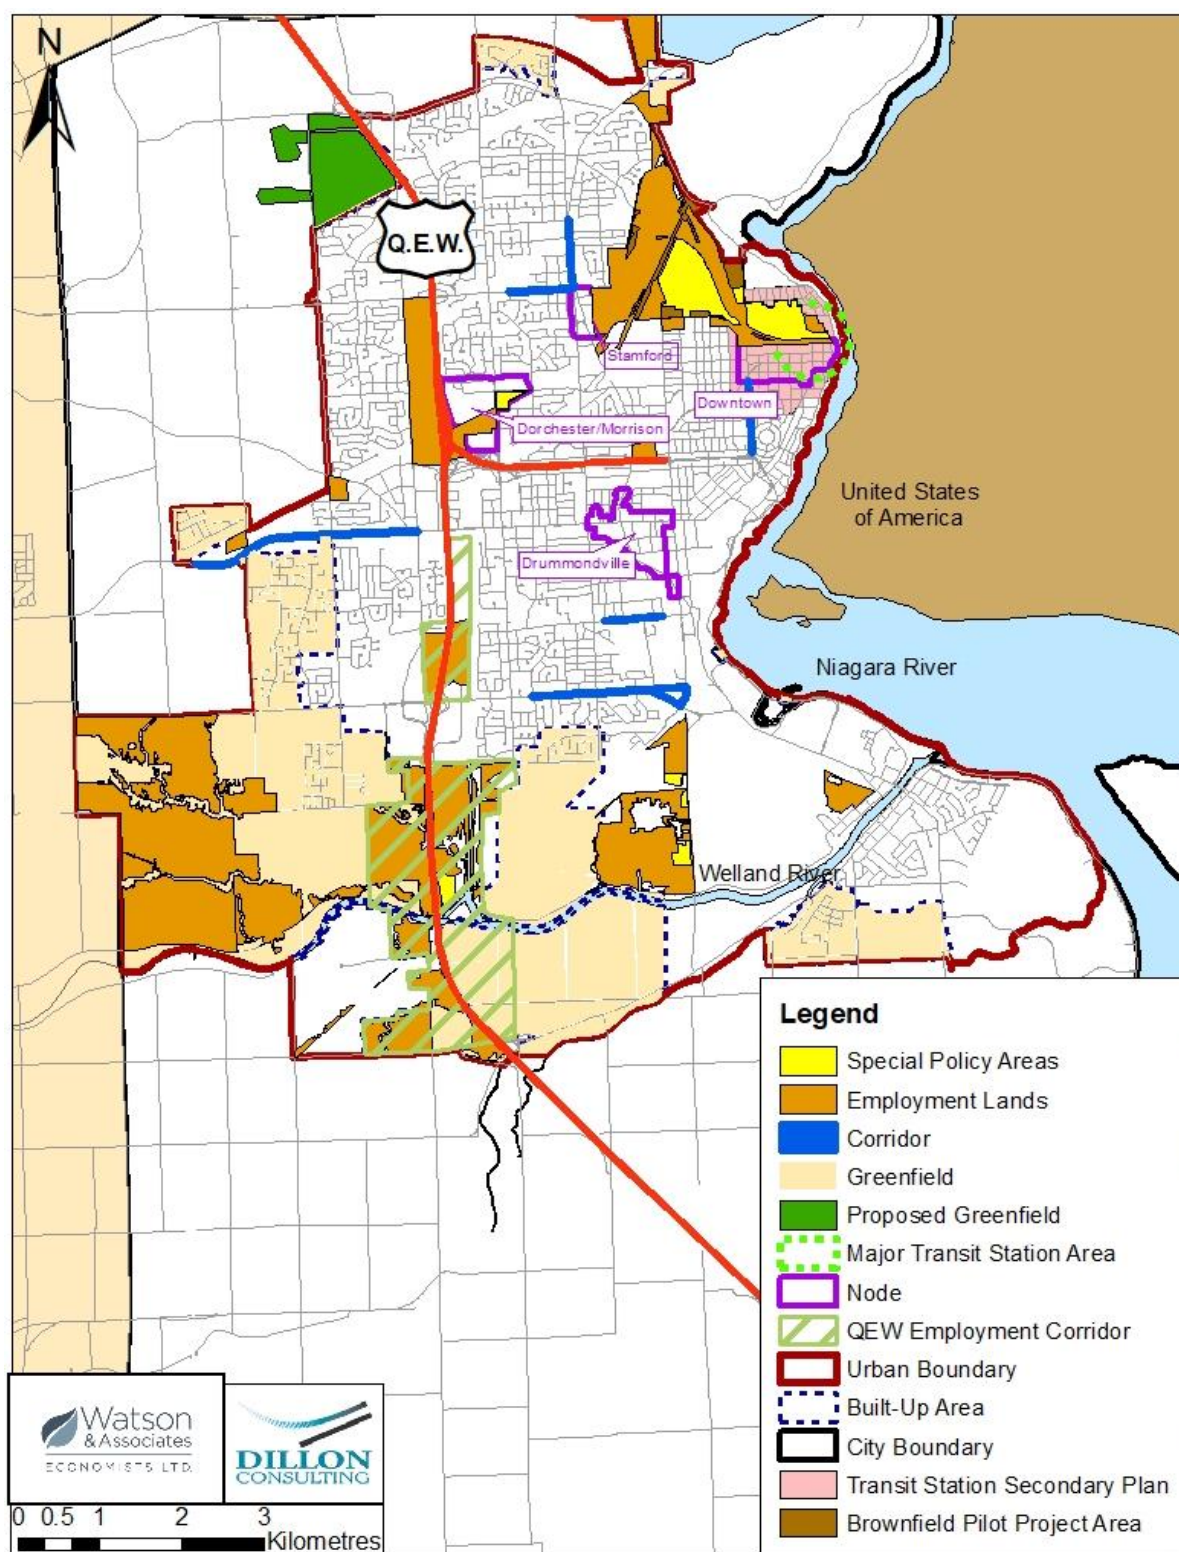 N
Q.E.W.
Stamford
Downtown
Dorchester/Morrison
United States
of America
Drummondville
Niagara River
Welland River
Legend
Special Policy Areas
Employment Lands
Corridor
Greenfield
Proposed Greenfield
Major Transit Station Area
Node
QEW Employment Corridor
Urban Boundary
Built-Up Area
City Boundary
Transit Station Secondary Plan
Brownfield Pilot Project Area
Watson
& Associates
ECONOMISTS LTD.
DILLON
CONSULTING
0 0.5 1 2 3
Kilometres